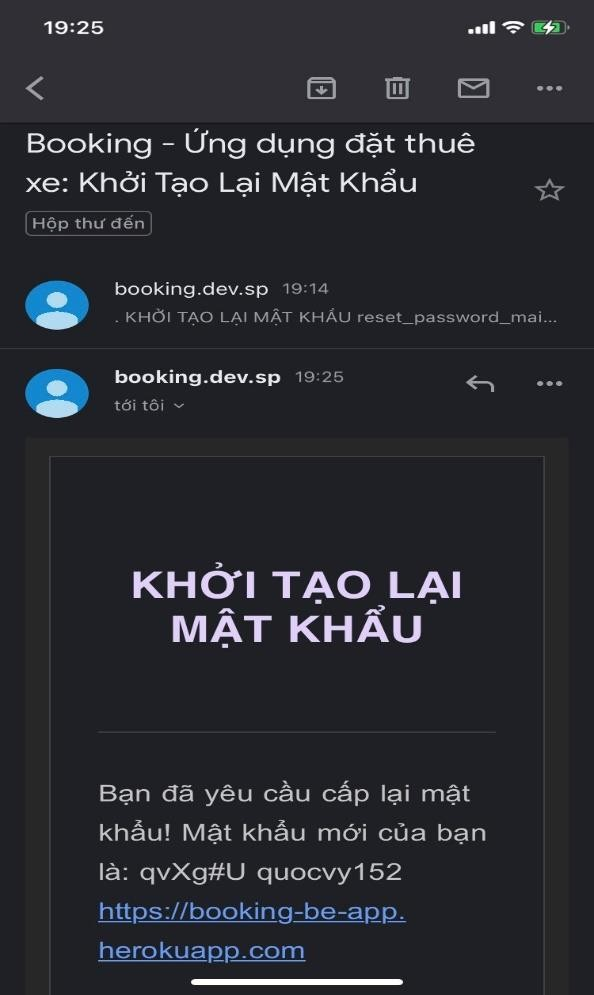 19:25
Booking - Ứng dụng đặt thuê
xe: Khởi Tạo Lại Mật Khẩu
Hộp thư đến
booking.dev.sp 19:14
. KHỞI TẠO LẠI MẬT KHẨU reset_password_mai...
booking.dev.sp 19:25
tới tôi
KHỞI TẠO LẠI
MẬT KHẨU
Bạn đã yêu cầu cấp lại mật
khẩu! Mật khẩu mới của bạn
là: qvXg#U quocvy152
https://booking-be-app.
herokuapp.com